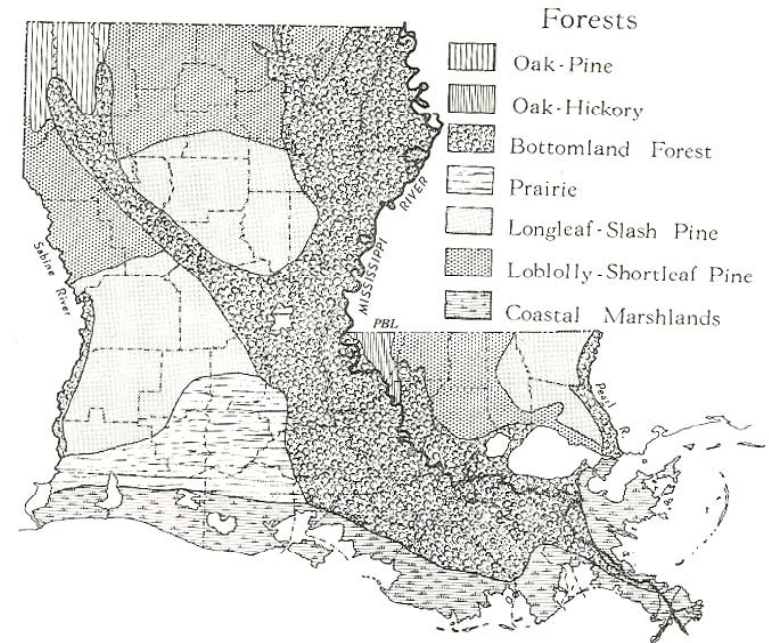 Forests
Oak-Pine
Oak-Hickory
Bottomland Forest
Prairie
Longleaf-Slash Pine
Loblolly-Shortleaf Pine
Coastal Marshlands
Sabine River
MISSISSIPPI RIVER
PBL
Pearl